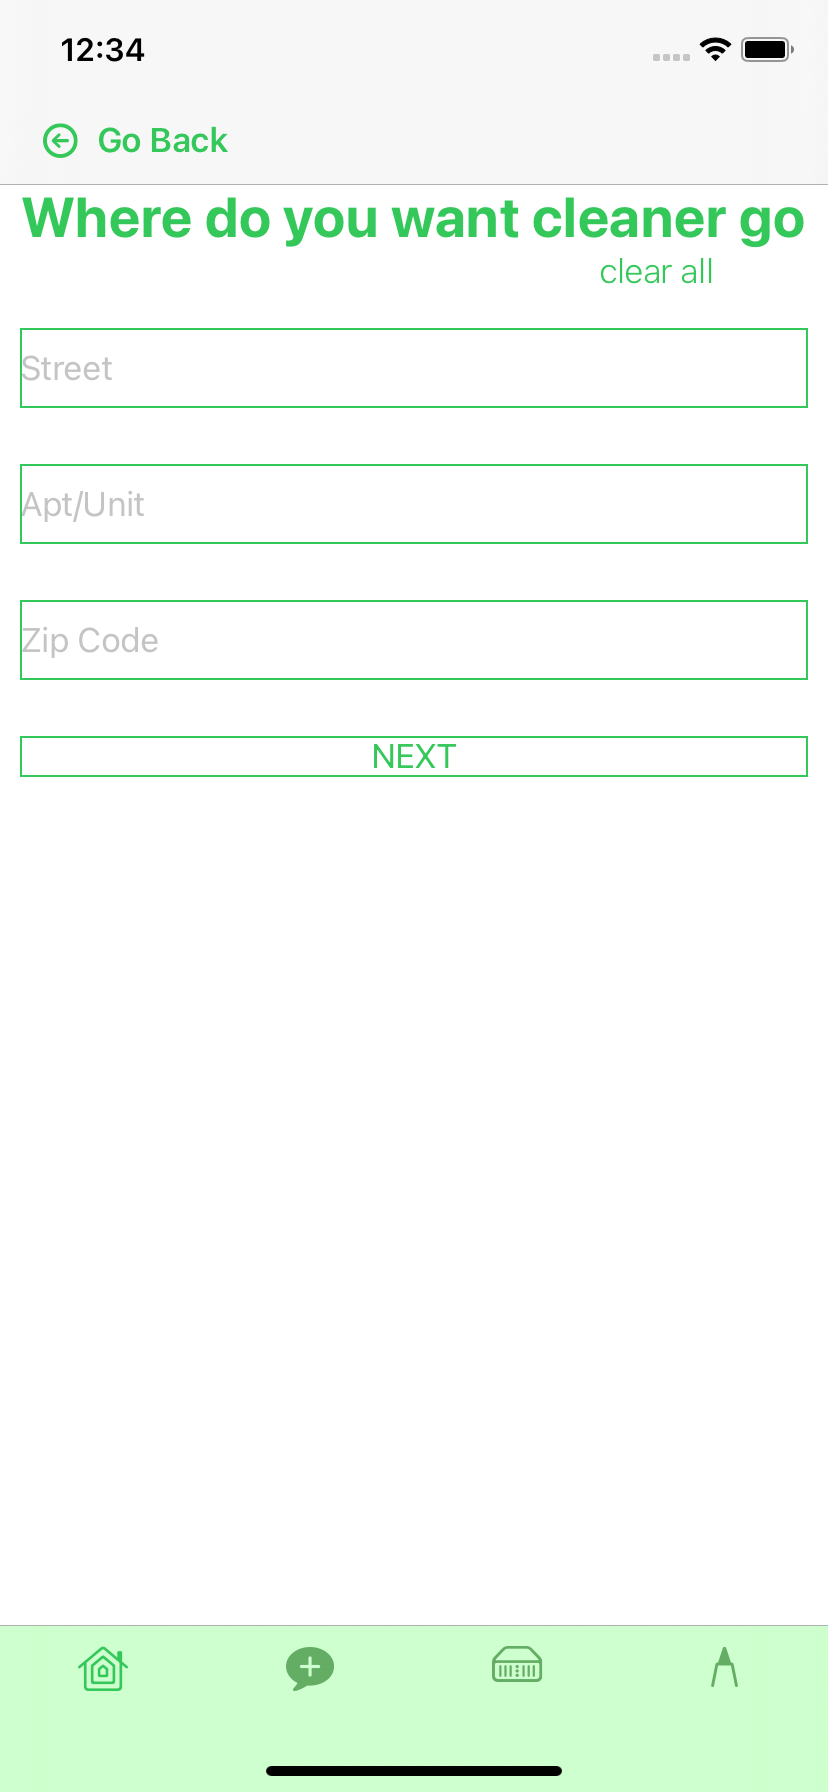 12:34
Go Back
Where do you want cleaner go
clear all
Street
Apt/Unit
Zip Code
NEXT